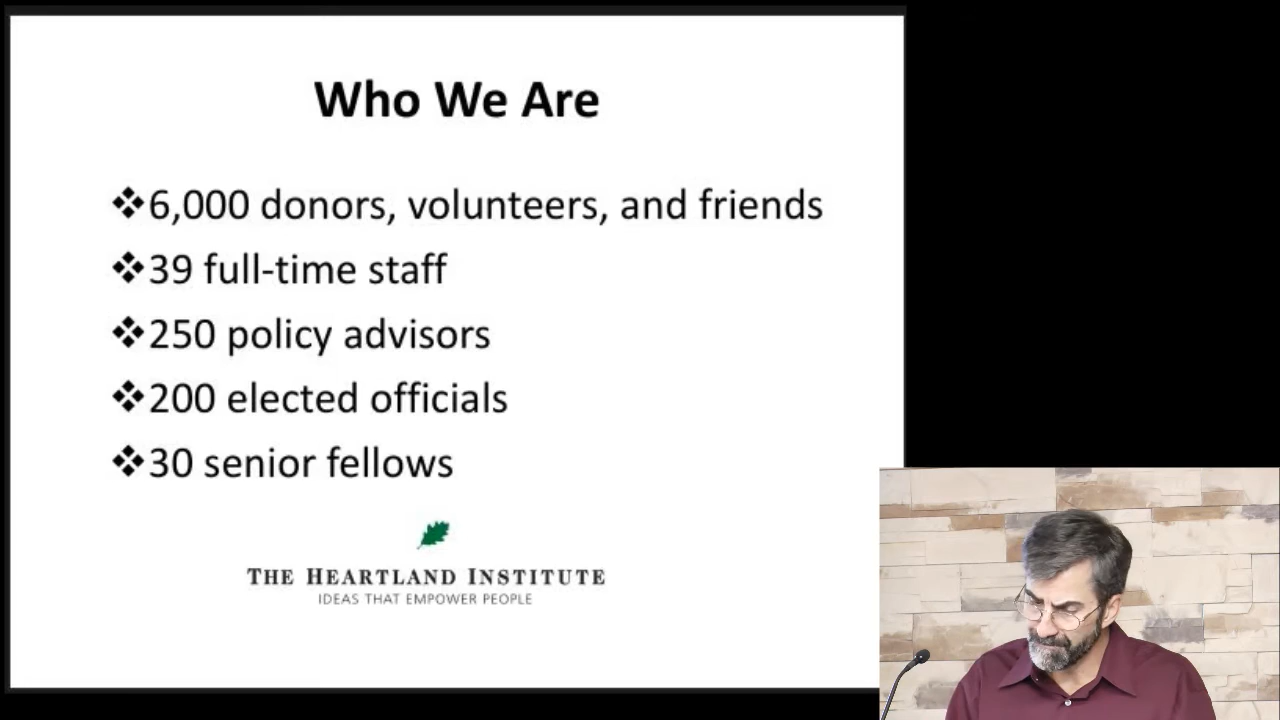 Who We Are
❖6,000 donors, volunteers, and friends
❖39 full-time staff
❖250 policy advisors
❖200 elected officials
❖30 senior fellows
THE HEARTLAND INSTITUTE
IDEAS THAT EMPOWER PEOPLE